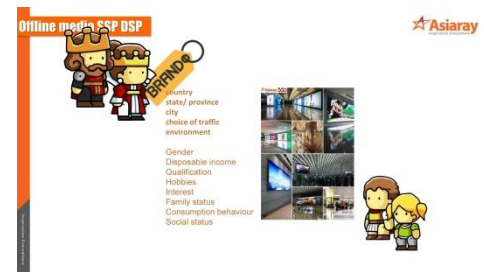 Offline media SSP DSP
Asiaray
BRAND
country
state/ province
city
choice of traffic
environment
Gender
Disposable income
Qualification
Hobbies
Interest
Family status
Consumption behaviour
Social status